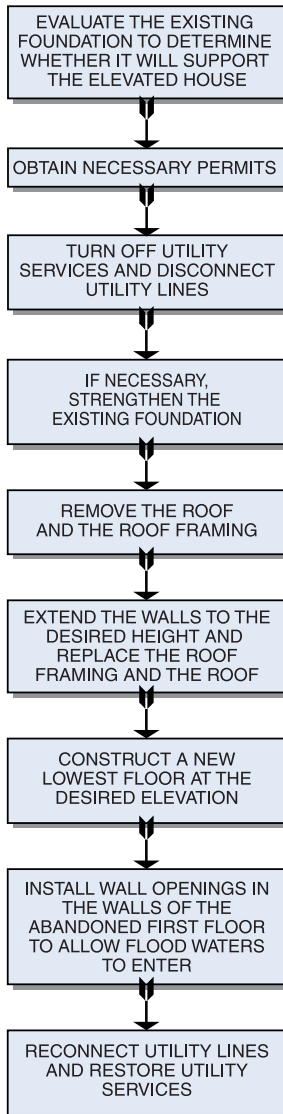 EVALUATE THE EXISTING
FOUNDATION TO DETERMINE
WHETHER IT WILL SUPPORT
THE ELEVATED HOUSE
OBTAIN NECESSARY PERMITS
TURN OFF UTILITY
SERVICES AND DISCONNECT
UTILITY LINES
IF NECESSARY,
STRENGTHEN THE
EXISTING FOUNDATION
REMOVE THE ROOF
AND THE ROOF FRAMING
EXTEND THE WALLS TO THE
DESIRED HEIGHT AND
REPLACE THE ROOF
FRAMING AND THE ROOF
CONSTRUCT A NEW
LOWEST FLOOR AT THE
DESIRED ELEVATION
INSTALL WALL OPENINGS IN
THE WALLS OF THE
ABANDONED FIRST FLOOR
TO ALLOW FLOOD WATERS
TO ENTER
RECONNECT UTILITY LINES
AND RESTORE UTILITY
SERVICES